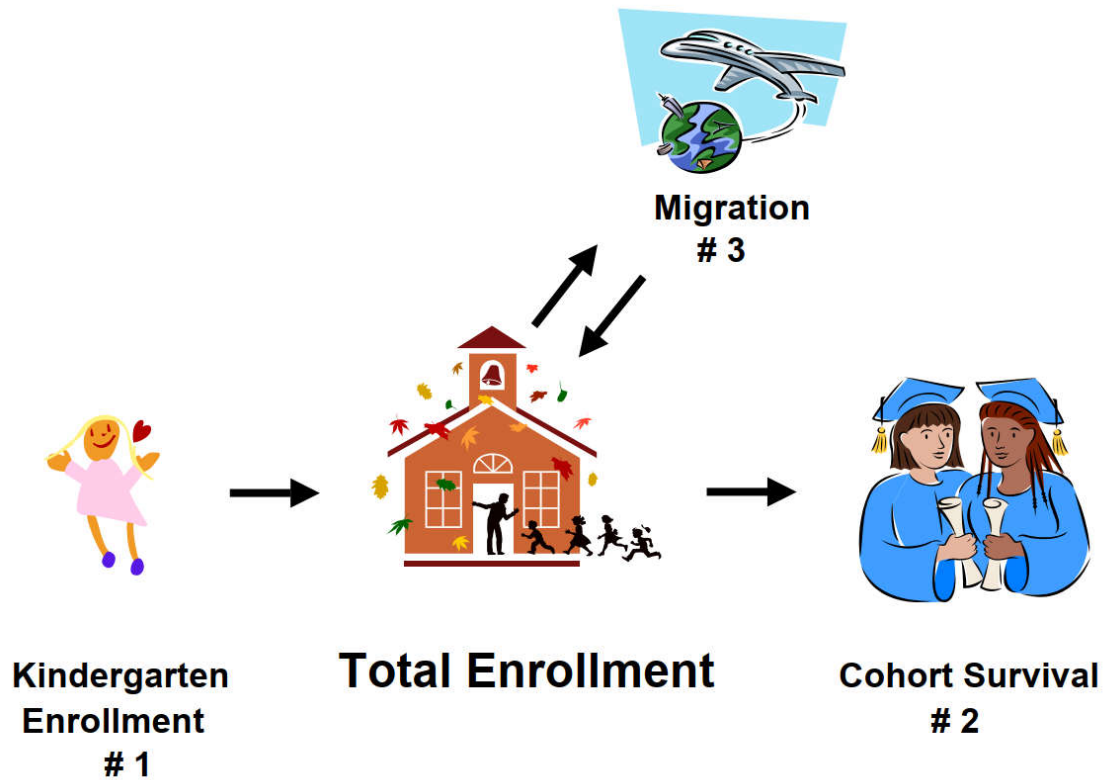 Migration
# 3
Kindergarten
Enrollment
# 1
Total Enrollment
Cohort Survival
# 2